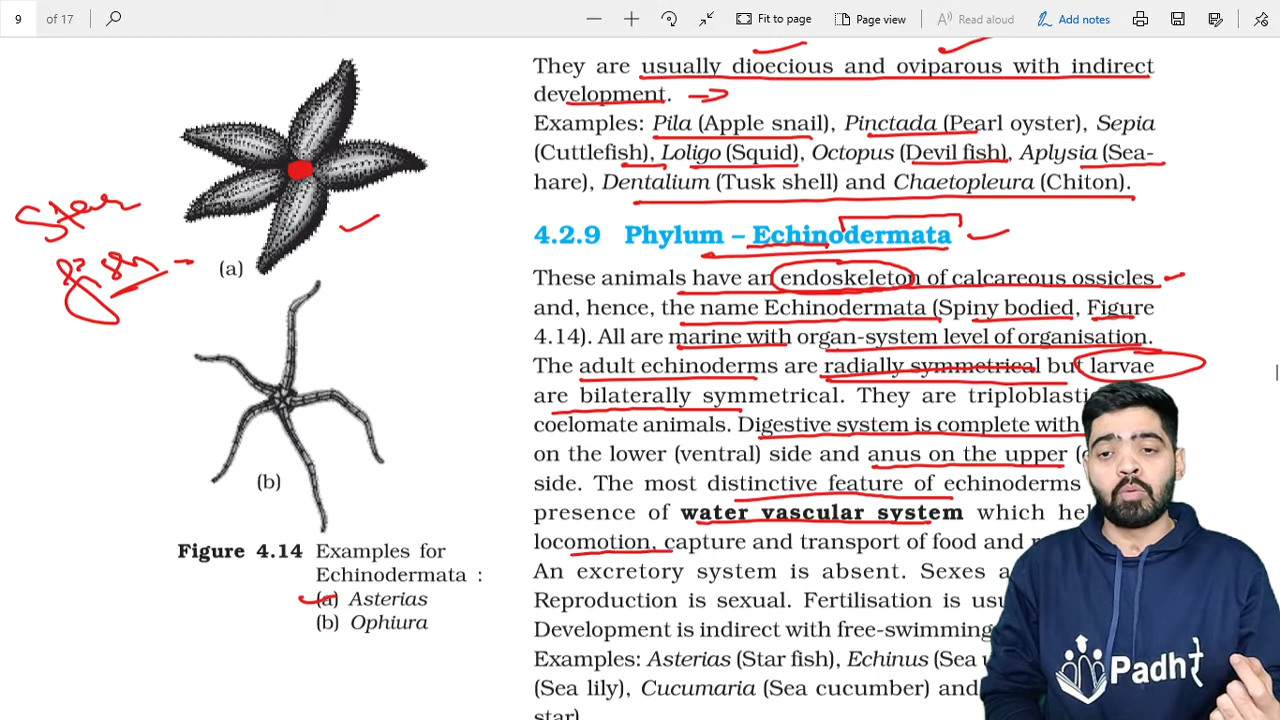 9 of 17 Fit to page Page view Read aloud Add notes
They are usually dioecious and oviparous with indirect
development.
Examples: Pila (Apple snail), Pinctada (Pearl oyster), Sepia
(Cuttlefish), Loligo (Squid), Octopus (Devil fish), Aplysia (Sea-
hare), Dentalium (Tusk shell) and Chaetopleura (Chiton).
4.2.9 Phylum – Echinodermata
These animals have an endoskeleton of calcareous ossicles
and, hence, the name Echinodermata (Spiny bodied, Figure
4.14). All are marine with organ-system level of organisation.
The adult echinoderms are radially symmetrical but larvae
are bilaterally symmetrical. They are
coelomate animals. Digestive system is complete with
on the lower (ventral) side and anus on the upper
side. The most distinctive feature of echinoderms
presence of water vascular system which
locomotion, capture and transport of food and
An excretory system is absent. Sexes
Reproduction is sexual. Fertilisation is
Development is indirect with free-swimming
Examples: Asterias (Star fish), Echinus (Sea
(Sea lily), Cucumaria (Sea cucumber) and
star).
Star
(a)
(b)
Figure 4.14 Examples for
Echinodermata :
(a) Asterias
(b) Ophiura
Padhरे